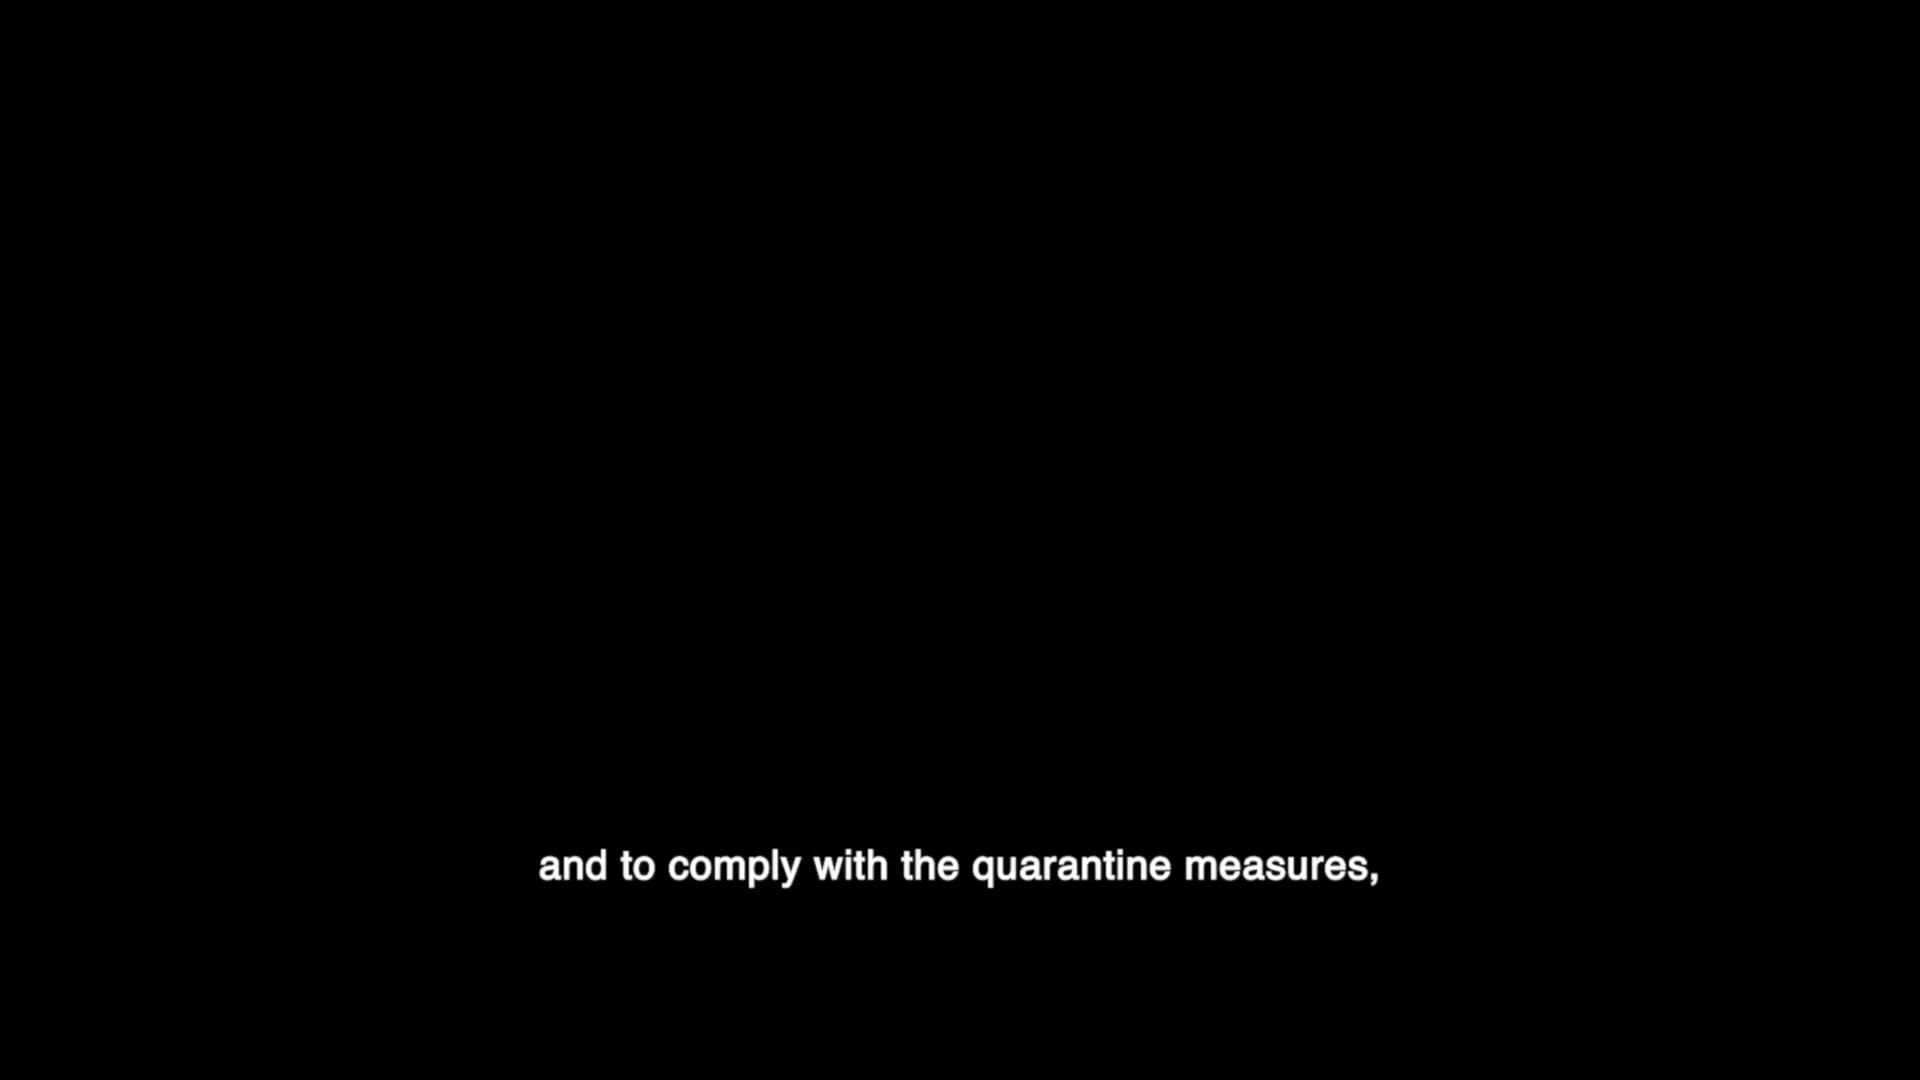 and to comply with the quarantine measures,